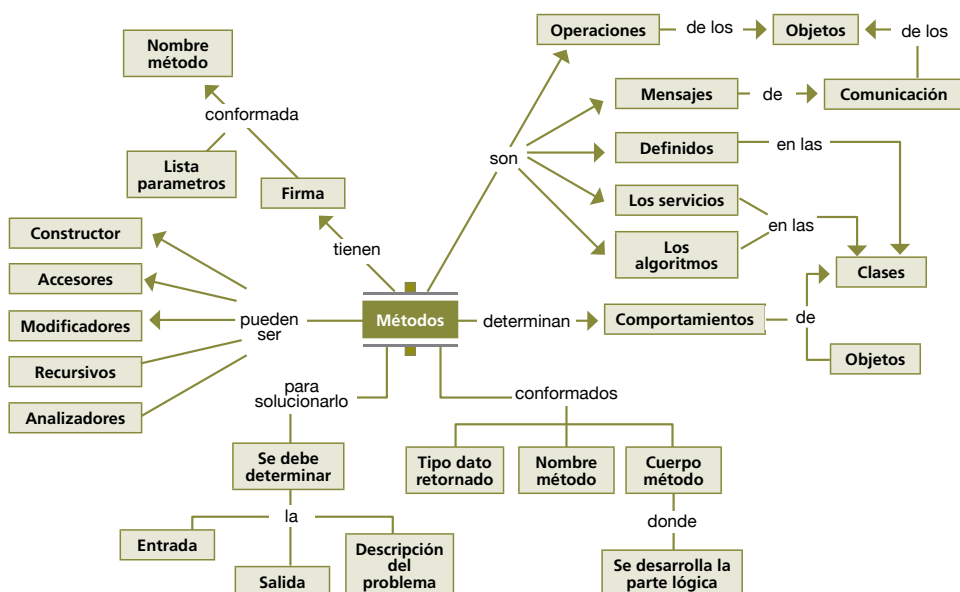 Operaciones
de los
Objetos
de los
Nombre
método
Mensajes
de
Comunicación
conformada
Definidos
en las
son
Lista
parametros
Firma
Los servicios
en las
Constructor
tienen
Los
algoritmos
Clases
Accesores
Modificadores
pueden
ser
Métodos
determinan
Comportamientos
de
Objetos
Recursivos
Analizadores
para
solucionarlo
conformados
Se debe
determinar
Tipo dato
retornado
Nombre
método
Cuerpo
método
la
donde
Entrada
Salida
Descripción
del
problema
Se desarrolla la
parte lógica